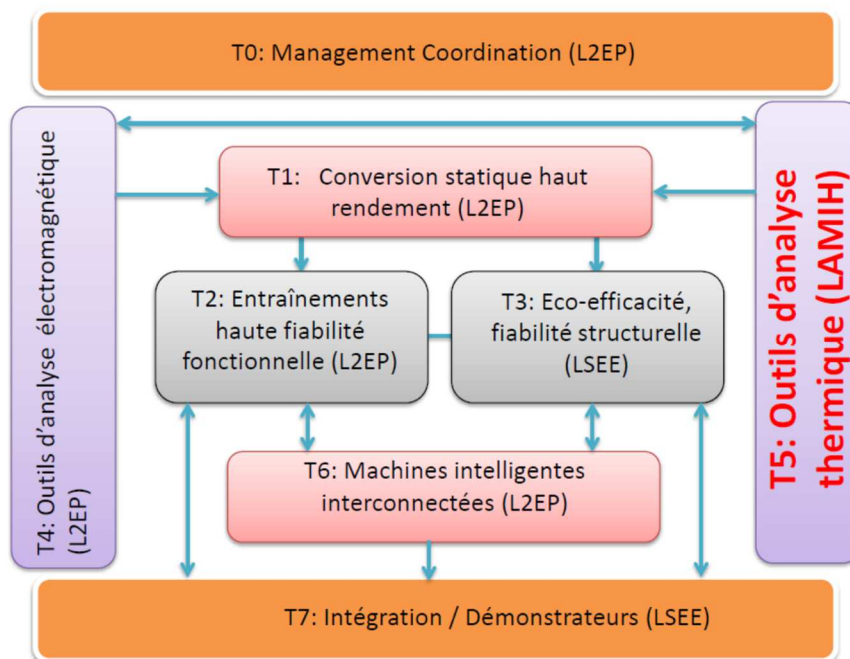 T0: Management Coordination (L2EP)
T4: Outils d'analyse électromagnétique
(L2EP)
T1: Conversion statique haut
rendement (L2EP)
T5: Outils d'analyse
thermique (LAMIH)
T2: Entraînements
haute fiabilité
fonctionnelle (L2EP)
T3: Eco-efficacité,
fiabilité structurelle
(LSEE)
T6: Machines intelligentes
interconnectées (L2EP)
T7: Intégration / Démonstrateurs (LSEE)